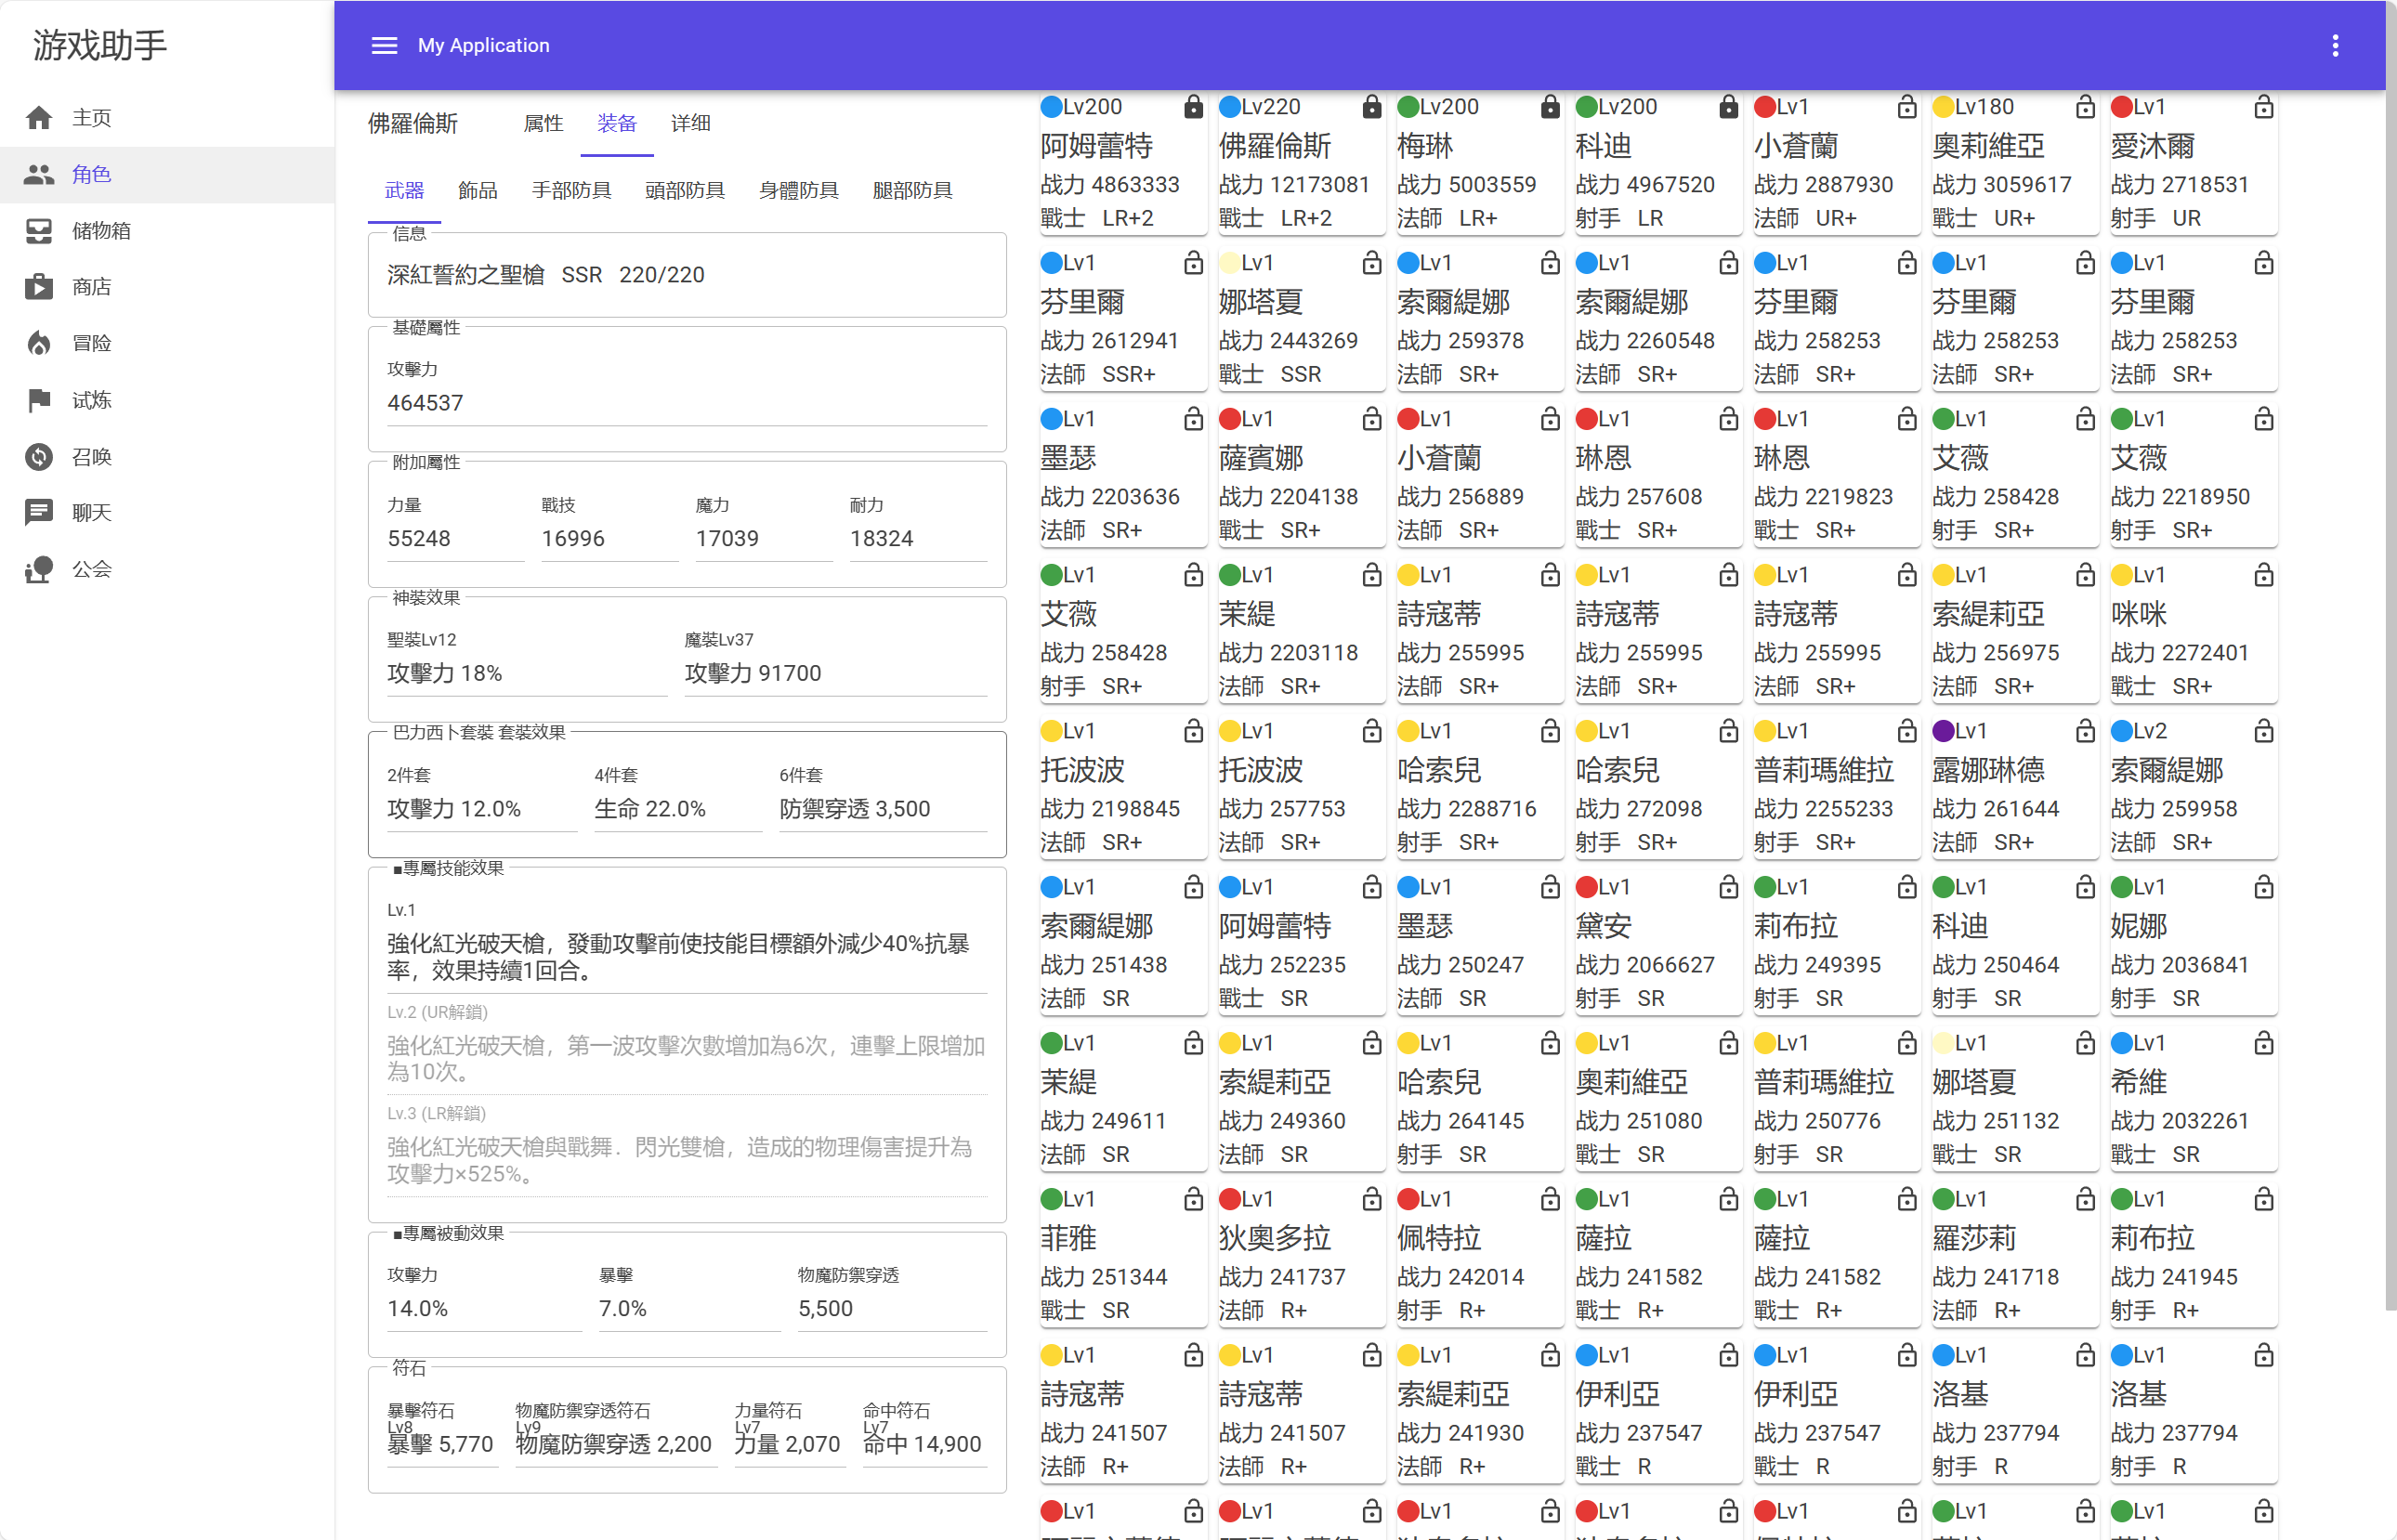 游戏助手
主页
角色
储物箱
商店
冒险
试炼
召唤
聊天
公会
My Application
佛羅倫斯 属性 装备 详细
武器 飾品 手部防具 頭部防具 身體防具 腿部防具
信息
深紅誓約之聖槍 SSR 220/220
基礎屬性
攻擊力
464537
附加屬性
力量 戰技 魔力 耐力
55248 16996 17039 18324
神裝效果
聖裝Lv12 魔裝Lv37
攻擊力 18% 攻擊力 91700
巴力西卜套裝 套裝效果
2件套 4件套 6件套
攻擊力 12.0% 生命 22.0% 防禦穿透 3,500
■專屬技能效果
Lv.1
強化紅光破天槍，發動攻擊前使技能目標額外減少40%抗暴
率，效果持續1回合。
Lv.2 (UR解鎖)
強化紅光破天槍，第一波攻擊次數增加為6次，連擊上限增加
為10次。
Lv.3 (LR解鎖)
強化紅光破天槍與戰舞．閃光雙槍，造成的物理傷害提升為
攻擊力×525%。
■專屬被動效果
攻擊力 暴擊 物魔防禦穿透
14.0% 7.0% 5,500
符石
暴擊符石 物魔防禦穿透符石 力量符石 命中符石
Lv8 Lv9 Lv7 Lv7
暴擊 5,770 物魔防禦穿透 2,200 力量 2,070 命中 14,900
Lv200 Lv220 Lv200 Lv200 Lv1 Lv180 Lv1
阿姆蕾特 佛羅倫斯 梅琳 科迪 小蒼蘭 奧莉維亞 愛沐爾
战力 4863333 战力 12173081 战力 5003559 战力 4967520 战力 2887930 战力 3059617 战力 2718531
戰士 LR+2 戰士 LR+2 法師 LR+ 射手 LR 法師 UR+ 戰士 UR+ 射手 UR
Lv1 Lv1 Lv1 Lv1 Lv1 Lv1 Lv1
芬里爾 娜塔夏 索爾緹娜 索爾緹娜 芬里爾 芬里爾 芬里爾
战力 2612941 战力 2443269 战力 259378 战力 2260548 战力 258253 战力 258253 战力 258253
法師 SSR+ 戰士 SSR 法師 SR+ 法師 SR+ 法師 SR+ 法師 SR+ 法師 SR+
Lv1 Lv1 Lv1 Lv1 Lv1 Lv1 Lv1
墨瑟 薩賓娜 小蒼蘭 琳恩 琳恩 艾薇 艾薇
战力 2203636 战力 2204138 战力 256889 战力 257608 战力 2219823 战力 258428 战力 2218950
法師 SR+ 戰士 SR+ 法師 SR+ 戰士 SR+ 戰士 SR+ 射手 SR+ 射手 SR+
Lv1 Lv1 Lv1 Lv1 Lv1 Lv1 Lv1
艾薇 茉緹 詩寇蒂 詩寇蒂 詩寇蒂 索緹莉亞 咪咪
战力 258428 战力 2203118 战力 255995 战力 255995 战力 255995 战力 256975 战力 2272401
射手 SR+ 法師 SR+ 法師 SR+ 法師 SR+ 法師 SR+ 法師 SR+ 戰士 SR+
Lv1 Lv1 Lv1 Lv1 Lv1 Lv1 Lv2
托波波 托波波 哈索兒 哈索兒 普莉瑪維拉 露娜琳德 索爾緹娜
战力 2198845 战力 257753 战力 2288716 战力 272098 战力 2255233 战力 261644 战力 259958
法師 SR+ 法師 SR+ 射手 SR+ 射手 SR+ 射手 SR+ 法師 SR+ 法師 SR+
Lv1 Lv1 Lv1 Lv1 Lv1 Lv1 Lv1
索爾緹娜 阿姆蕾特 墨瑟 黛安 莉布拉 科迪 妮娜
战力 251438 战力 252235 战力 250247 战力 2066627 战力 249395 战力 250464 战力 2036841
法師 SR 戰士 SR 法師 SR 射手 SR 射手 SR 射手 SR 射手 SR
Lv1 Lv1 Lv1 Lv1 Lv1 Lv1 Lv1
茉緹 索緹莉亞 哈索兒 奧莉維亞 普莉瑪維拉 娜塔夏 希維
战力 249611 战力 249360 战力 264145 战力 251080 战力 250776 战力 251132 战力 2032261
法師 SR 法師 SR 射手 SR 戰士 SR 射手 SR 戰士 SR 戰士 SR
Lv1 Lv1 Lv1 Lv1 Lv1 Lv1 Lv1
菲雅 狄奧多拉 佩特拉 薩拉 薩拉 羅莎莉 莉布拉
战力 251344 战力 241737 战力 242014 战力 241582 战力 241582 战力 241718 战力 241945
戰士 SR 法師 R+ 射手 R+ 戰士 R+ 戰士 R+ 法師 R+ 射手 R+
Lv1 Lv1 Lv1 Lv1 Lv1 Lv1 Lv1
詩寇蒂 詩寇蒂 索緹莉亞 伊利亞 伊利亞 洛基 洛基
战力 241507 战力 241507 战力 241930 战力 237547 战力 237547 战力 237794 战力 237794
法師 R+ 法師 R+ 法師 R+ 戰士 R 戰士 R 射手 R 射手 R
Lv1 Lv1 Lv1 Lv1 Lv1 Lv1 Lv1